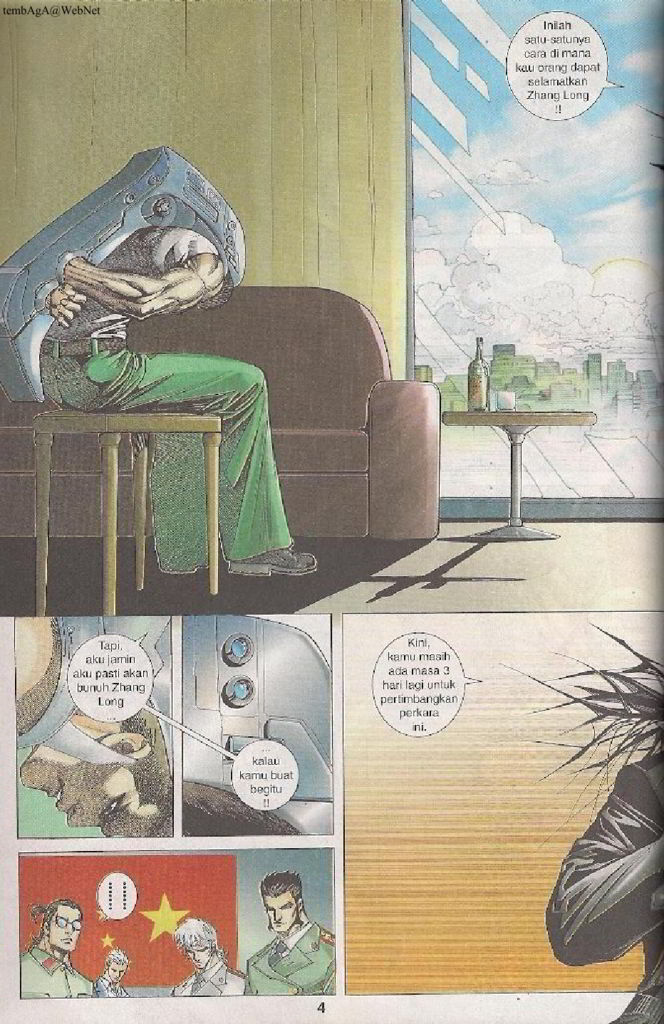 tembAgA@WebNet
Inilah
satu-satunya
cara di mana
kau orang dapat
selamatkan
Zhang Long
!!
Tapi,
aku jamin
aku pasti akan
bunuh Zhang
Long
...
...
kalau
kamu buat
begitu
!!
Kini,
kamu masih
ada masa 3
hari lagi untuk
pertimbangkan
perkara
ini.
4